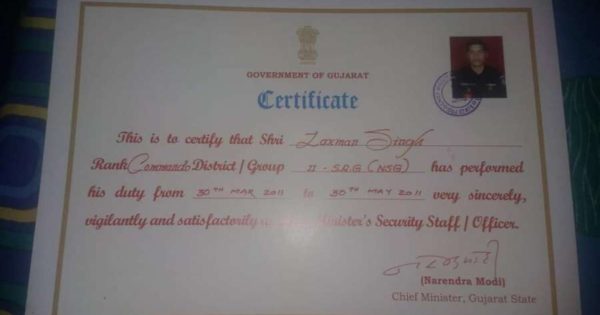 GOVERNMENT OF GUJARAT
Certificate
This is to certify that Shri Laxman Singh
Rank Commando District / Group II - S.R.G (NSG) has performed
his duty from 30TH MAR 2011 to 30TH MAY 2011 very sincerely,
vigilantly and satisfactorily Minister's Security Staff / Officer.
(Narendra Modi)
Chief Minister, Gujarat State